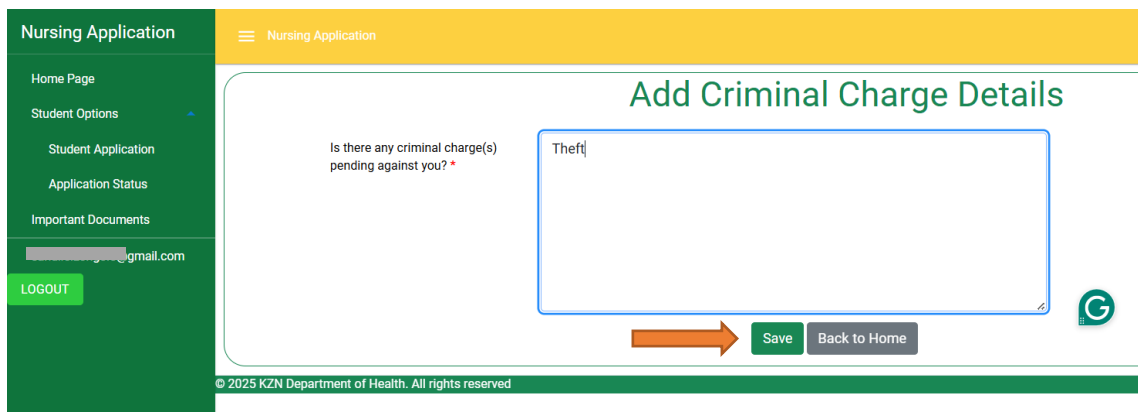 Nursing Application
Nursing Application
Home Page
Student Options
Student Application
Application Status
Important Documents
@gmail.com
LOGOUT
Add Criminal Charge Details
Is there any criminal charge(s)
pending against you? *
Theft
G
Save
Back to Home
© 2025 KZN Department of Health. All rights reserved